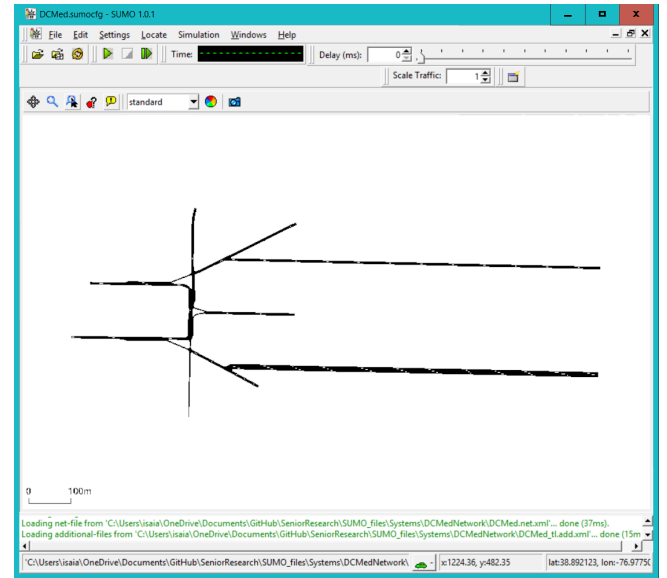 DCMed.sumocfg - SUMO 1.0.1
File Edit Settings Locate Simulation Windows Help
Time: Delay (ms): 0
Scale Traffic: 1
standard
0 100m
Loading net-file from 'C:\Users\isaia\OneDrive\Documents\GitHub\SeniorResearch\SUMO_files\Systems\DCMedNetwork\DCMed.net.xml'... done (37ms).
Loading additional-files from 'C:\Users\isaia\OneDrive\Documents\GitHub\SeniorResearch\SUMO_files\Systems\DCMedNetwork\DCMed_tl.add.xml'... done (15m
'C:\Users\isaia\OneDrive\Documents\GitHub\SeniorResearch\SUMO_files\Systems\DCMedNetwork\ x:1224.36, y:482.35 lat:38.892123, lon:-76.9775